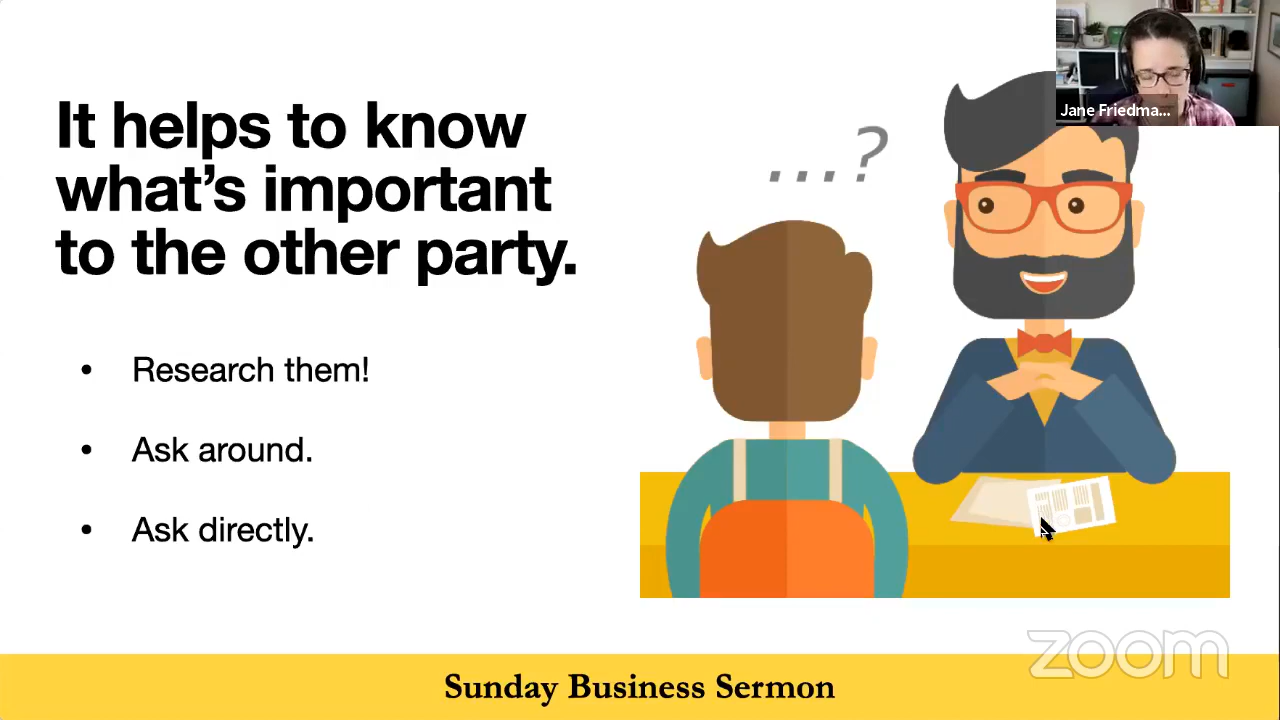 Jane Friedma...
It helps to know
what's important
to the other party.
...?
• Research them!
• Ask around.
• Ask directly.
zoom
Sunday Business Sermon